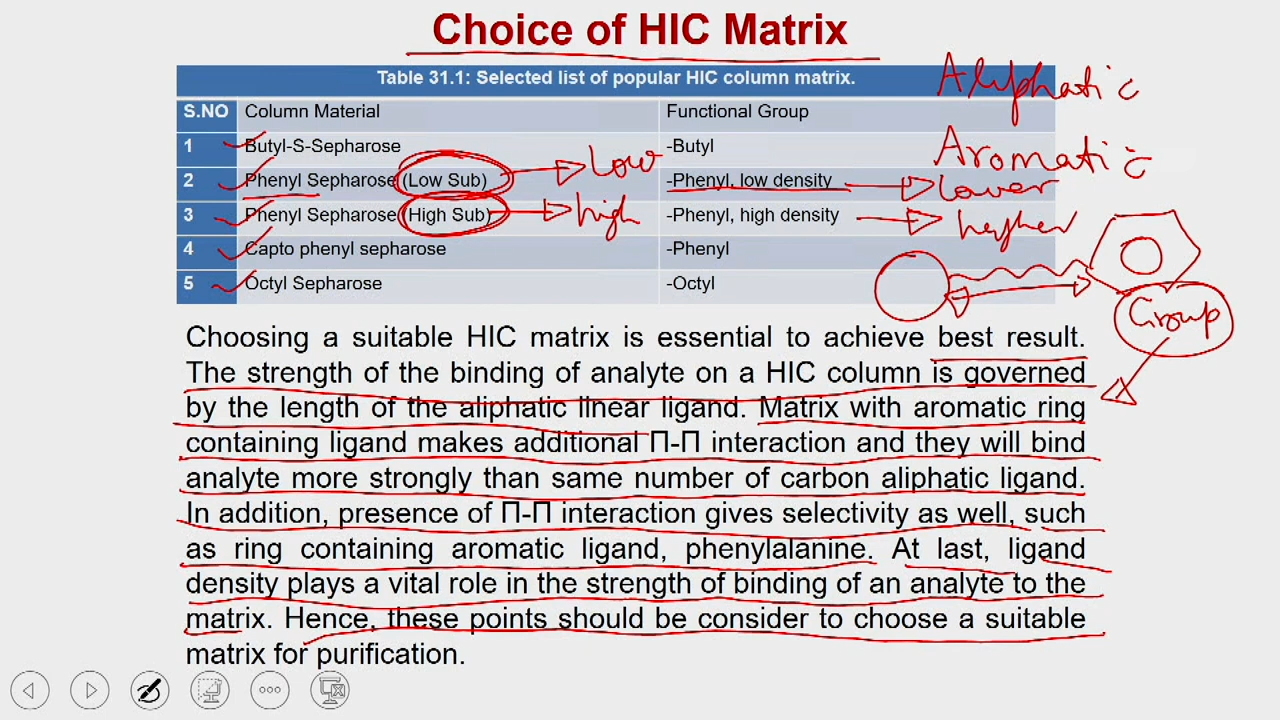 Choice of HIC Matrix
Table 31.1: Selected list of popular HIC column matrix.
Aliphatic
S.NO Column Material Functional Group
1 Butyl-S-Sepharose -Butyl
Aromatic
2 Phenyl Sepharose (Low Sub) Low -Phenyl, low density lower
3 Phenyl Sepharose (High Sub) high -Phenyl, high density higher
4 Capto phenyl sepharose -Phenyl
5 Octyl Sepharose -Octyl
Group
Choosing a suitable HIC matrix is essential to achieve best result.
The strength of the binding of analyte on a HIC column is governed
by the length of the aliphatic linear ligand. Matrix with aromatic ring
containing ligand makes additional Π-Π interaction and they will bind
analyte more strongly than same number of carbon aliphatic ligand.
In addition, presence of Π-Π interaction gives selectivity as well, such
as ring containing aromatic ligand, phenylalanine. At last, ligand
density plays a vital role in the strength of binding of an analyte to the
matrix. Hence, these points should be consider to choose a suitable
matrix for purification.